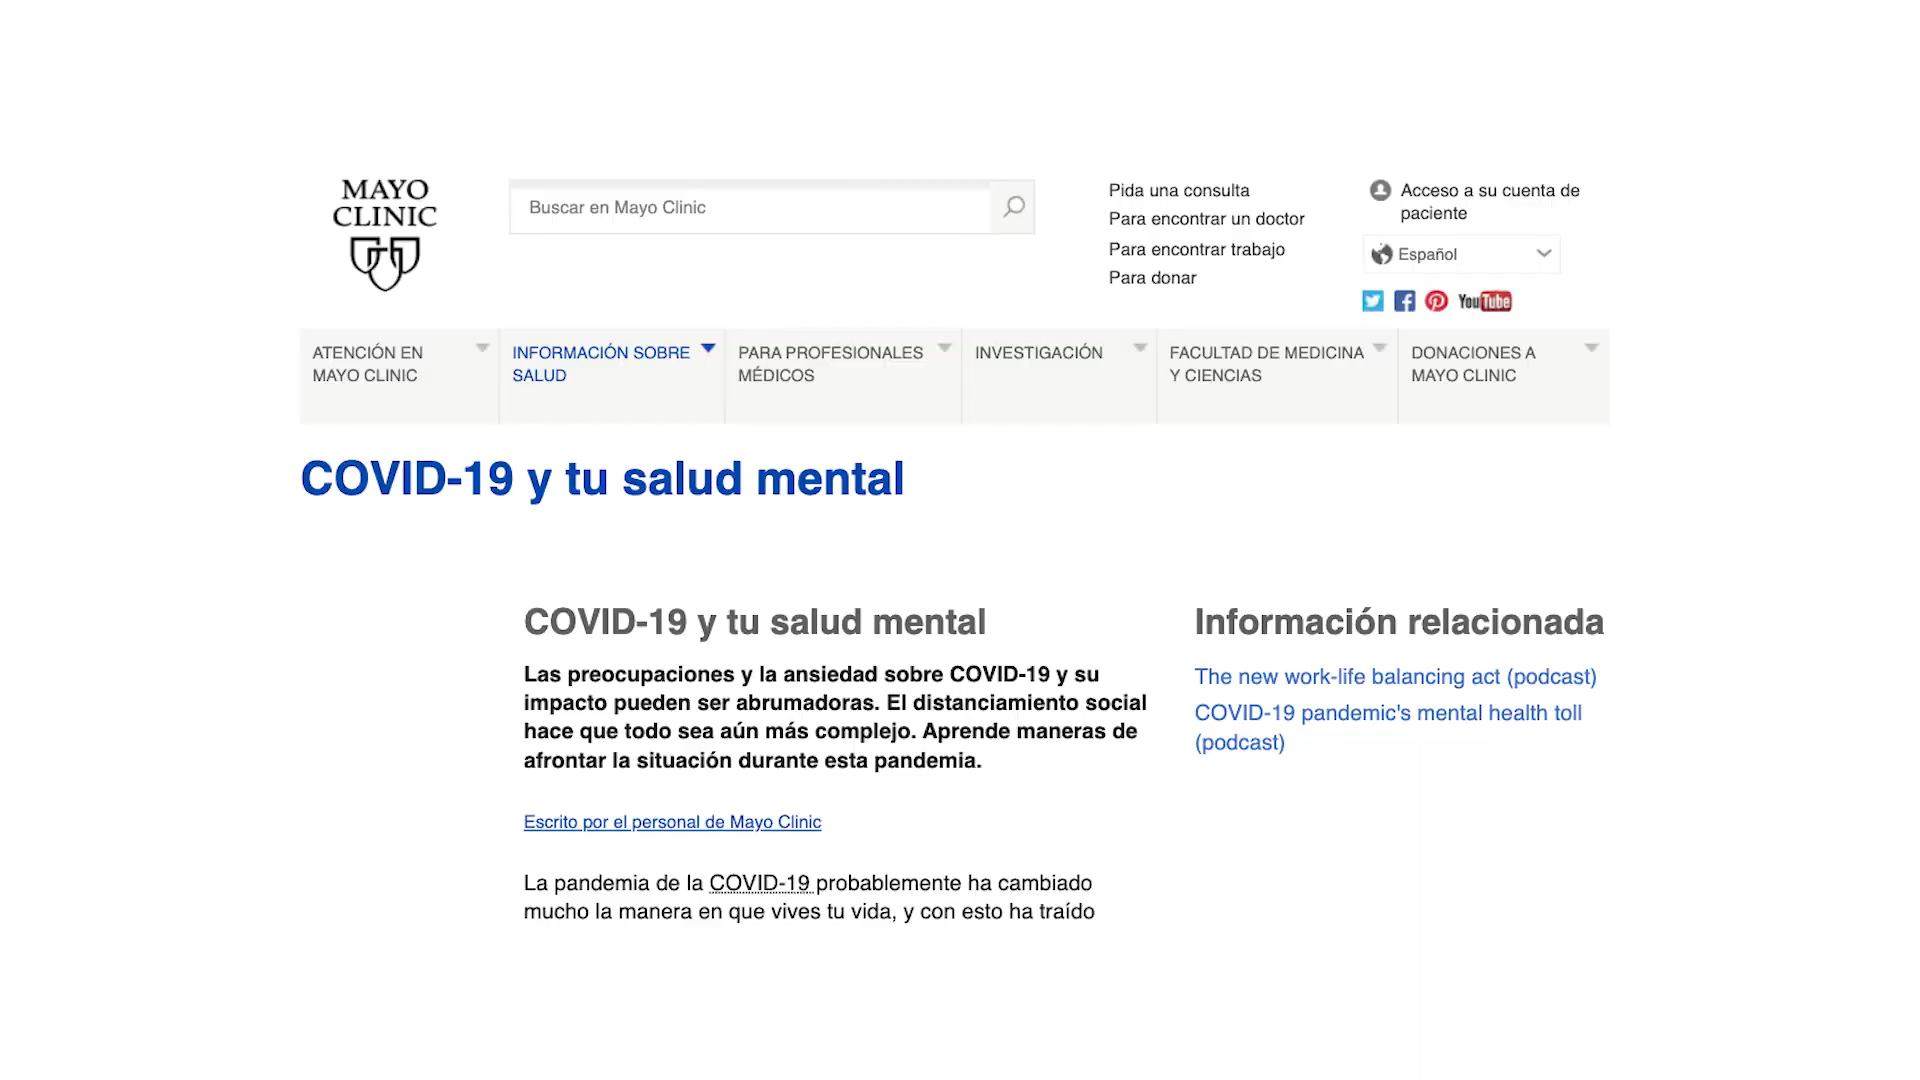 MAYO
CLINIC
Buscar en Mayo Clinic
Pida una consulta
Para encontrar un doctor
Para encontrar trabajo
Para donar
Acceso a su cuenta de
paciente
Español
YouTube
ATENCIÓN EN
MAYO CLINIC
INFORMACIÓN SOBRE
SALUD
PARA PROFESIONALES
MÉDICOS
INVESTIGACIÓN
FACULTAD DE MEDICINA
Y CIENCIAS
DONACIONES A
MAYO CLINIC
COVID-19 y tu salud mental
COVID-19 y tu salud mental
Las preocupaciones y la ansiedad sobre COVID-19 y su
impacto pueden ser abrumadoras. El distanciamiento social
hace que todo sea aún más complejo. Aprende maneras de
afrontar la situación durante esta pandemia.
Escrito por el personal de Mayo Clinic
La pandemia de la COVID-19 probablemente ha cambiado
mucho la manera en que vives tu vida, y con esto ha traído
Información relacionada
The new work-life balancing act (podcast)
COVID-19 pandemic's mental health toll
(podcast)